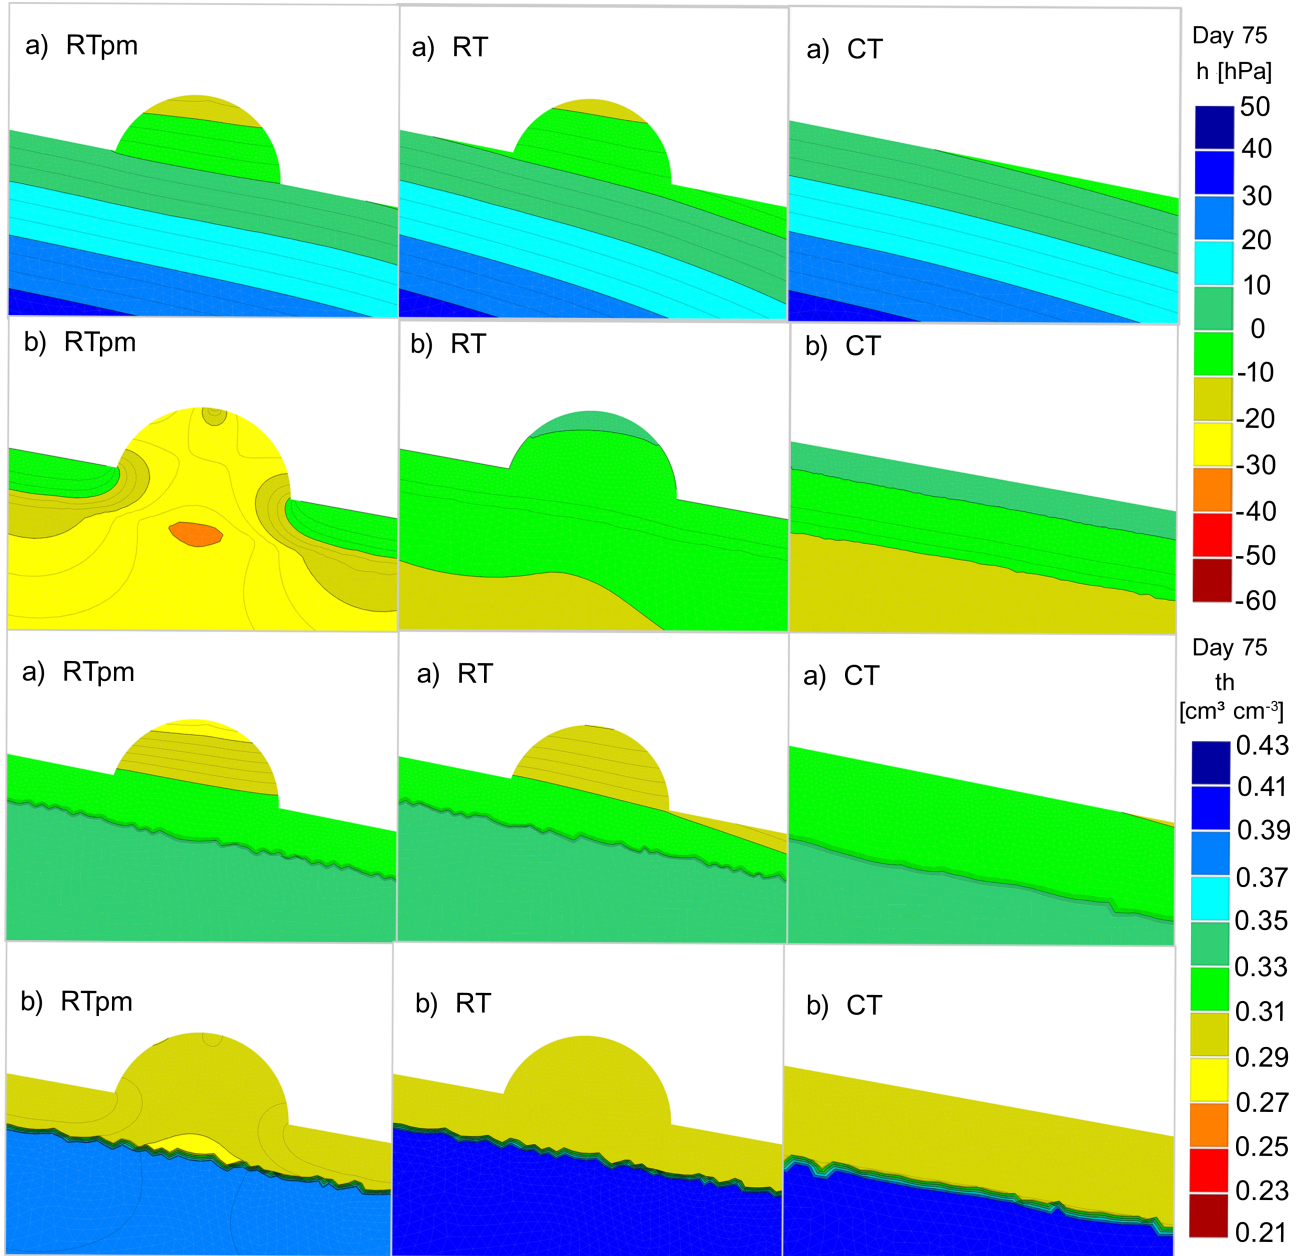 a) RTpm
a) RT
a) CT
Day 75
h [hPa]
50
40
30
20
10
0
-10
-20
-30
-40
-50
-60
b) RTpm
b) RT
b) CT
a) RTpm
a) RT
a) CT
Day 75
th
[cm³ cm⁻³]
0.43
0.41
0.39
0.37
0.35
0.33
0.31
0.29
0.27
0.25
0.23
0.21
b) RTpm
b) RT
b) CT